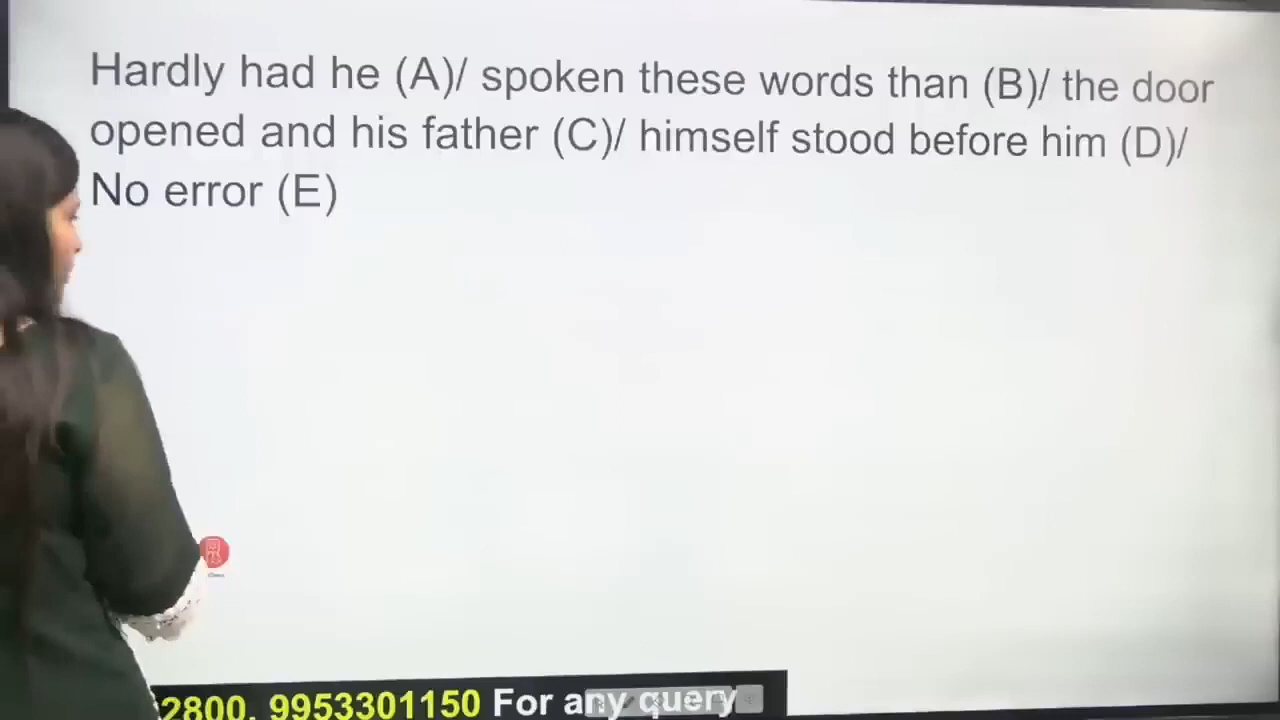 Hardly had he (A)/ spoken these words than (B)/ the door
opened and his father (C)/ himself stood before him (D)/
No error (E)
2800, 9953301150 For any query